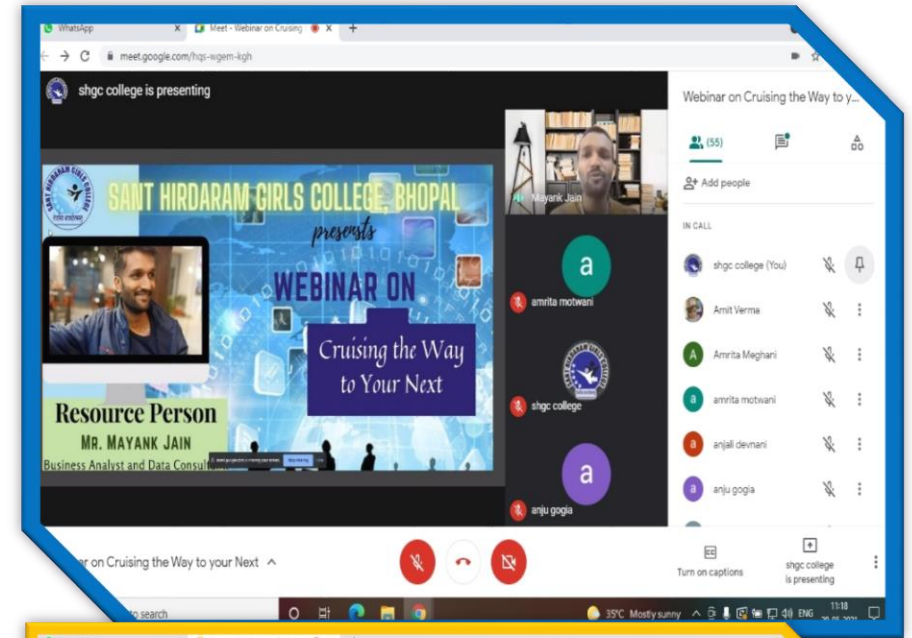 WhatsApp
Meet - Webinar on Cruising
meet.google.com/hqs-wgem-kgh
shgc college is presenting
SANT HIRDARAM GIRLS COLLEGE, BHOPAL
presensts
WEBINAR ON
Cruising the Way
to Your Next
Resource Person
MR. MAYANK JAIN
Business Analyst and Data
Mayank Jain
amrita motwani
shgc college
anju gogia
Webinar on Cruising the Way to y...
(55)
Add people
IN CALL
shgc college (You)
Amit Verma
Amrita Meghani
amrita motwani
anjali devnani
anju gogia
on Cruising the Way to your Next
Turn on captions
shgc college
is presenting
to search
35°C Mostly sunny
ENG
11:18